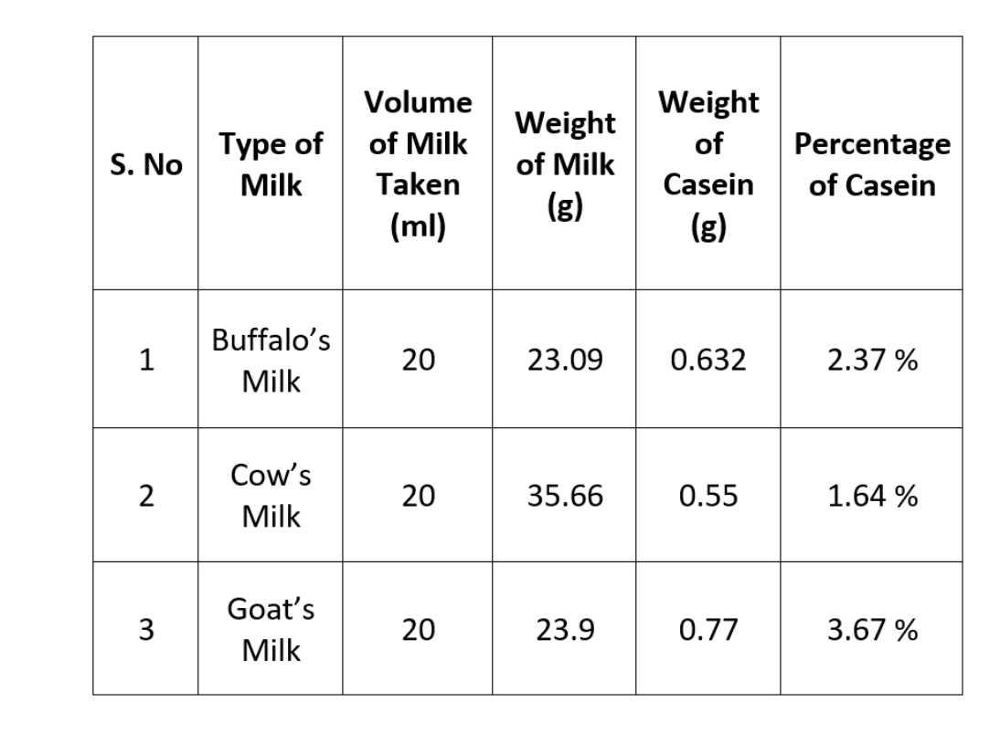 S. No
Type of
Milk
Volume
of Milk
Taken
(ml)
Weight
of Milk
(g)
Weight
of
Casein
(g)
Percentage
of Casein
1
Buffalo’s
Milk
20
23.09
0.632
2.37 %
2
Cow’s
Milk
20
35.66
0.55
1.64 %
3
Goat’s
Milk
20
23.9
0.77
3.67 %